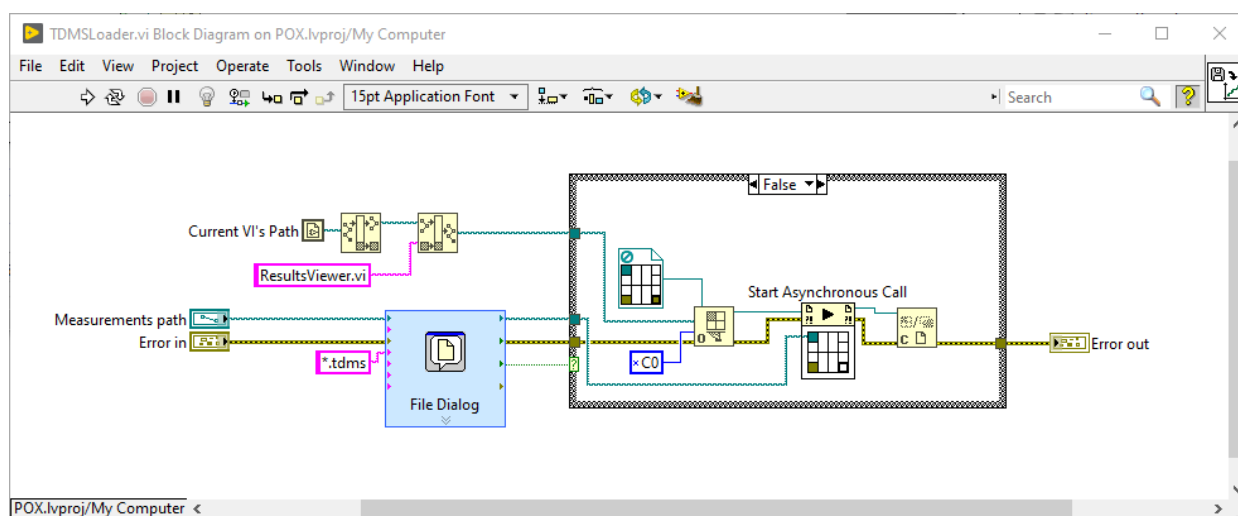 TDMSLoader.vi Block Diagram on POX.lvproj/My Computer
File Edit View Project Operate Tools Window Help
15pt Application Font
Search
False
Current VI's Path
ResultsViewer.vi
Start Asynchronous Call
Measurements path
Error in
*.tdms
File Dialog
O
×C0
C
?!
?!
?
Error out
POX.lvproj/My Computer